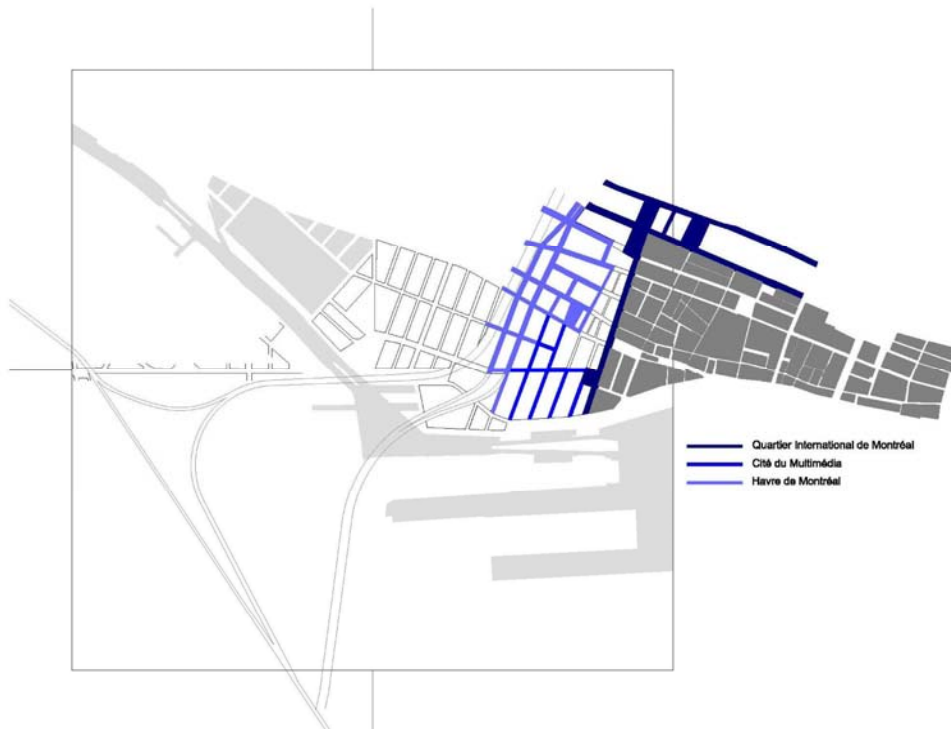 Quartier International de Montréal
Cité du Multimédia
Havre de Montréal